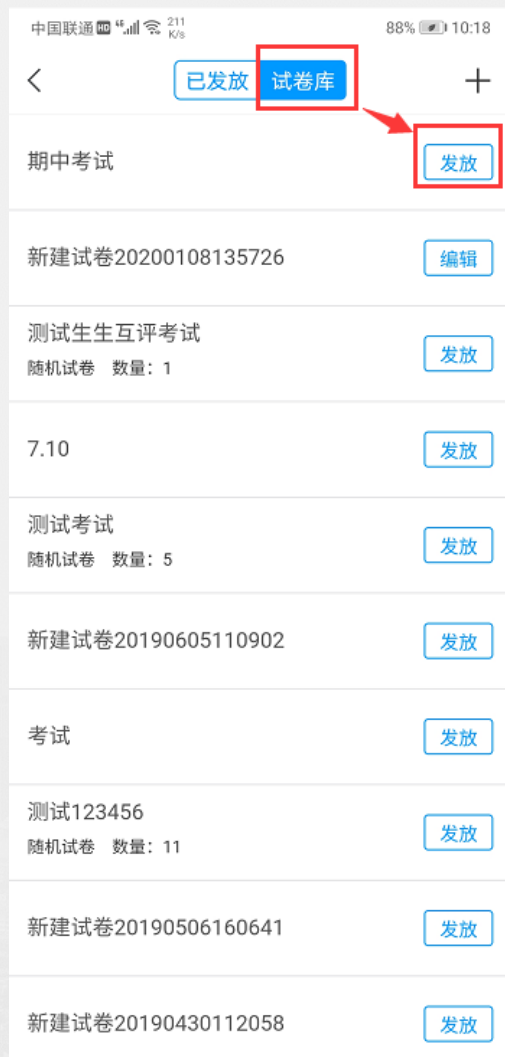 中国联通 HD 46 211 K/s 88% 10:18
已发放 试卷库
期中考试 发放
新建试卷20200108135726 编辑
测试生生互评考试
随机试卷 数量：1 发放
7.10 发放
测试考试
随机试卷 数量：5 发放
新建试卷20190605110902 发放
考试 发放
测试123456
随机试卷 数量：11 发放
新建试卷20190506160641 发放
新建试卷20190430112058 发放